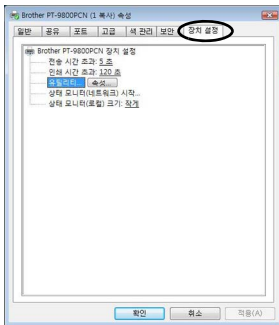 Brother PT-9800PCN (1 복사) 속성
일반 공유 포트 고급 색 관리 보안 장치 설정
Brother PT-9800PCN 장치 설정
전송 시간 초과: 5 초
인쇄 시간 초과: 120 초
유틸리티... 속성...
상태 모니터(네트워크) 시작...
상태 모니터(로컬) 크기: 작게
확인 취소 적용(A)